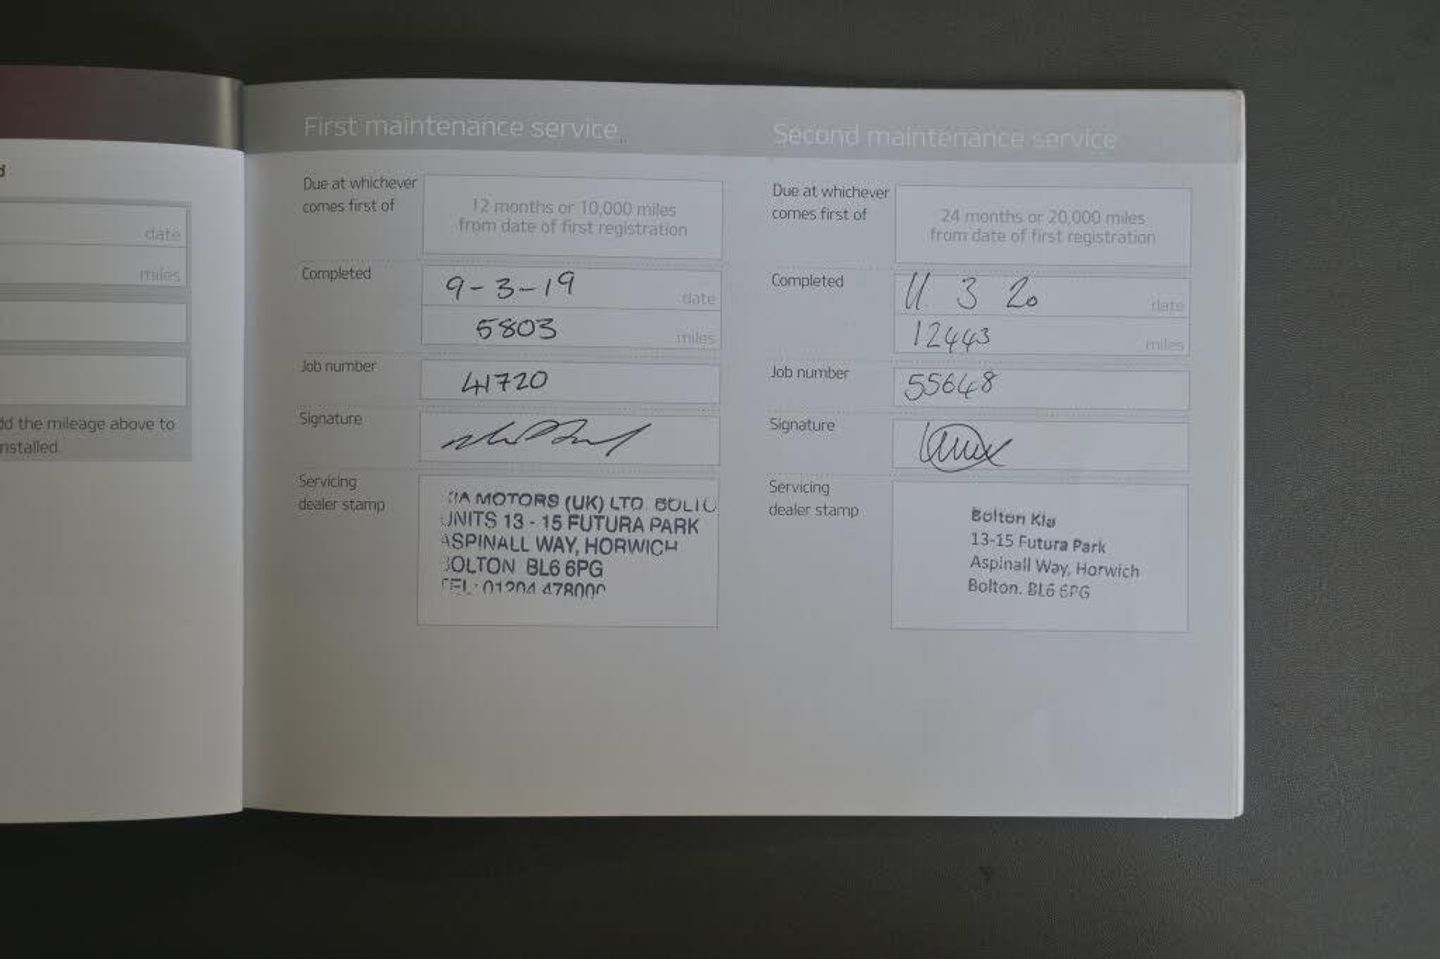 d
date
miles
dd the mileage above to
nstalled.
First maintenance service
Due at whichever
comes first of
12 months or 10,000 miles
from date of first registration
Completed
9-3-19
date
5803
miles
Job number
41720
Signature
Servicing
dealer stamp
IA MOTORS (UK) LTD BOLTO
UNITS 13 - 15 FUTURA PARK
ASPINALL WAY, HORWICH
BOLTON BL6 6PG
TEL: 01204 478000
Second maintenance service
Due at whichever
comes first of
24 months or 20,000 miles
from date of first registration
Completed
11 3 20
date
12443
miles
Job number
55648
Signature
Servicing
dealer stamp
Bolton Kia
13-15 Futura Park
Aspinall Way, Horwich
Bolton. BL6 6PG